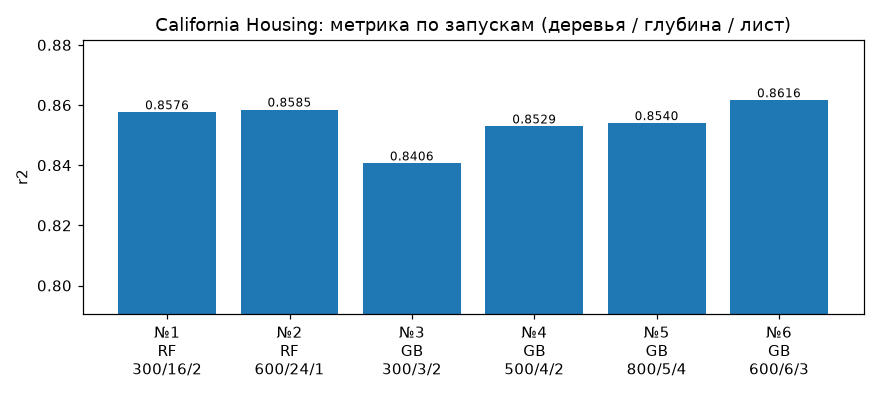 California Housing: метрика по запускам (деревья / глубина / лист)
r2
0.88
0.86
0.84
0.82
0.80
0.8576
0.8585
0.8406
0.8529
0.8540
0.8616
№1
RF
300/16/2
№2
RF
600/24/1
№3
GB
300/3/2
№4
GB
500/4/2
№5
GB
800/5/4
№6
GB
600/6/3